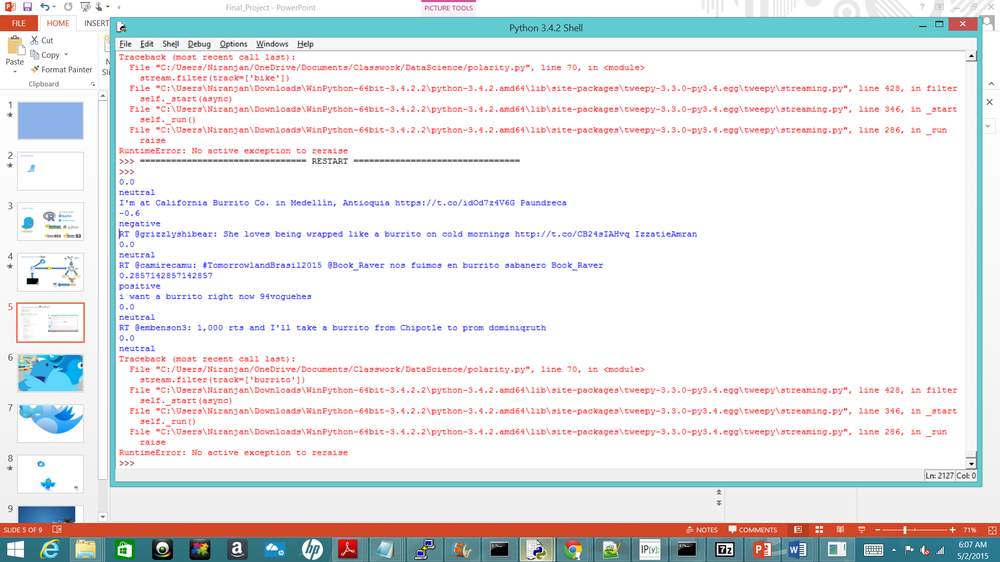 Final_Project - PowerPoint
PICTURE TOOLS
FILE
HOME
INSERT
Cut
Copy
Format Painter
Paste
Clipboard
Python 3.4.2 Shell
File Edit Shell Debug Options Windows Help
Traceback (most recent call last):
File "C:/Users/Niranjan/OneDrive/Documents/Classwork/DataScience/polarity.py", line 70, in <module>
stream.filter(track=['bike'])
File "C:\Users\Niranjan\Downloads\WinPython-64bit-3.4.2.2\python-3.4.2.amd64\lib\site-packages\tweepy-3.3.0-py3.4.egg\tweepy\streaming.py", line 428, in filter
self._start(async)
File "C:\Users\Niranjan\Downloads\WinPython-64bit-3.4.2.2\python-3.4.2.amd64\lib\site-packages\tweepy-3.3.0-py3.4.egg\tweepy\streaming.py", line 346, in _start
self._run()
File "C:\Users\Niranjan\Downloads\WinPython-64bit-3.4.2.2\python-3.4.2.amd64\lib\site-packages\tweepy-3.3.0-py3.4.egg\tweepy\streaming.py", line 286, in _run
raise
RuntimeError: No active exception to reraise
>>> ================================ RESTART ================================
>>>
0.0
neutral
I'm at California Burrito Co. in Medellín, Antioquia https://t.co/idOd7z4V6G Paundreca
-0.6
negative
RT @grizzlyshibear: She loves being wrapped like a burrito on cold mornings http://t.co/CB24sIAHvq IzzatieAmran
0.0
neutral
RT @camirecamu: #TomorrowlandBrasil2015 @Book_Raver nos fuimos en burrito sabanero Book_Raver
0.2857142857142857
positive
i want a burrito right now 94voguehes
0.0
neutral
RT @embenson3: 1,000 rts and I'll take a burrito from Chipotle to prom dominiqruth
0.0
neutral
Traceback (most recent call last):
File "C:/Users/Niranjan/OneDrive/Documents/Classwork/DataScience/polarity.py", line 70, in <module>
stream.filter(track=['burrito'])
File "C:\Users\Niranjan\Downloads\WinPython-64bit-3.4.2.2\python-3.4.2.amd64\lib\site-packages\tweepy-3.3.0-py3.4.egg\tweepy\streaming.py", line 428, in filter
self._start(async)
File "C:\Users\Niranjan\Downloads\WinPython-64bit-3.4.2.2\python-3.4.2.amd64\lib\site-packages\tweepy-3.3.0-py3.4.egg\tweepy\streaming.py", line 346, in _start
self._run()
File "C:\Users\Niranjan\Downloads\WinPython-64bit-3.4.2.2\python-3.4.2.amd64\lib\site-packages\tweepy-3.3.0-py3.4.egg\tweepy\streaming.py", line 286, in _run
raise
RuntimeError: No active exception to reraise
>>>
Ln: 2127 Col: 0
1
2
3
R
python
EC2
S3
4
5
6
7
8
9
SLIDE 5 OF 9
NOTES
COMMENTS
71%
hp
a
IP[y]:
7z
6:07 AM
5/2/2015